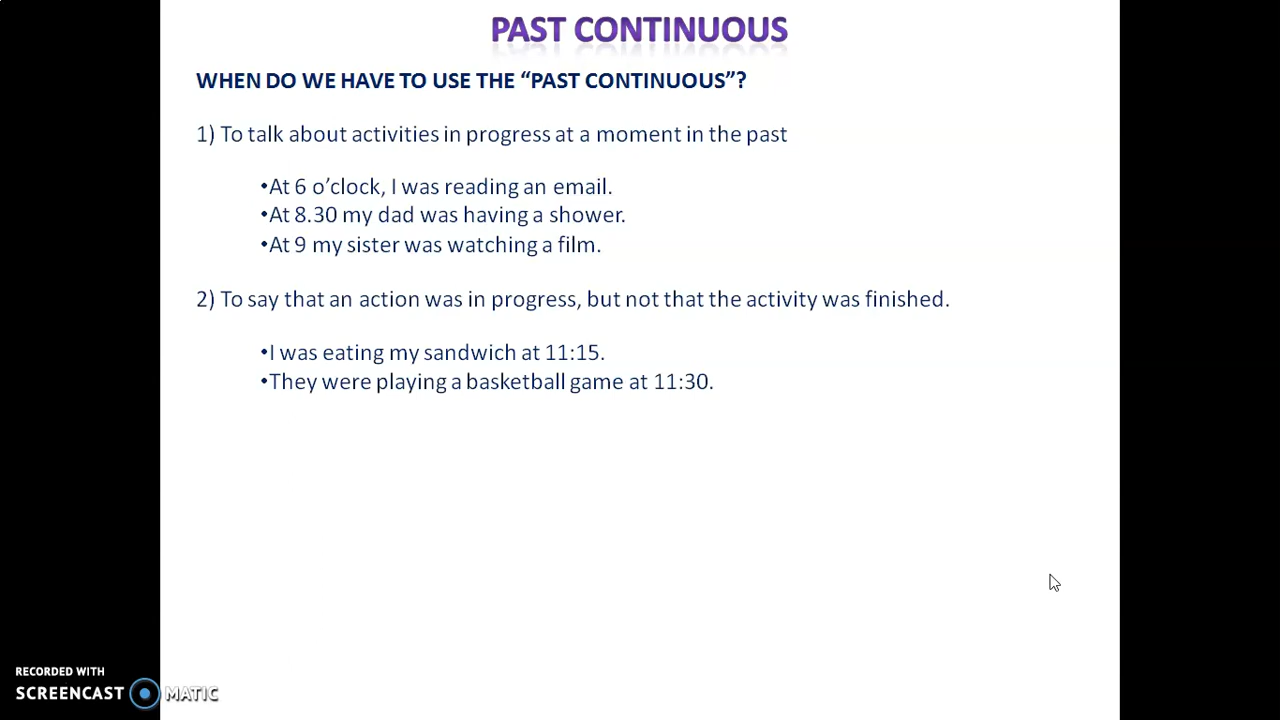 PAST CONTINUOUS
WHEN DO WE HAVE TO USE THE “PAST CONTINUOUS”?
1) To talk about activities in progress at a moment in the past
•At 6 o’clock, I was reading an email.
•At 8.30 my dad was having a shower.
•At 9 my sister was watching a film.
2) To say that an action was in progress, but not that the activity was finished.
•I was eating my sandwich at 11:15.
•They were playing a basketball game at 11:30.
RECORDED WITH
SCREENCAST MATIC